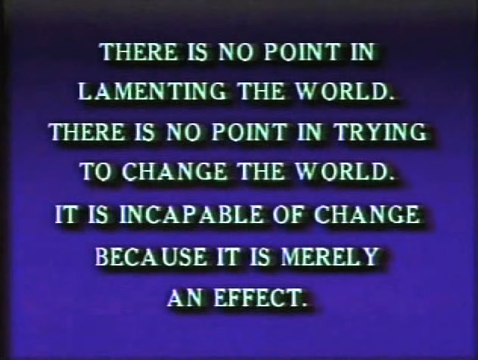 THERE IS NO POINT IN
LAMENTING THE WORLD.
THERE IS NO POINT IN TRYING
TO CHANGE THE WORLD.
IT IS INCAPABLE OF CHANGE
BECAUSE IT IS MERELY
AN EFFECT.